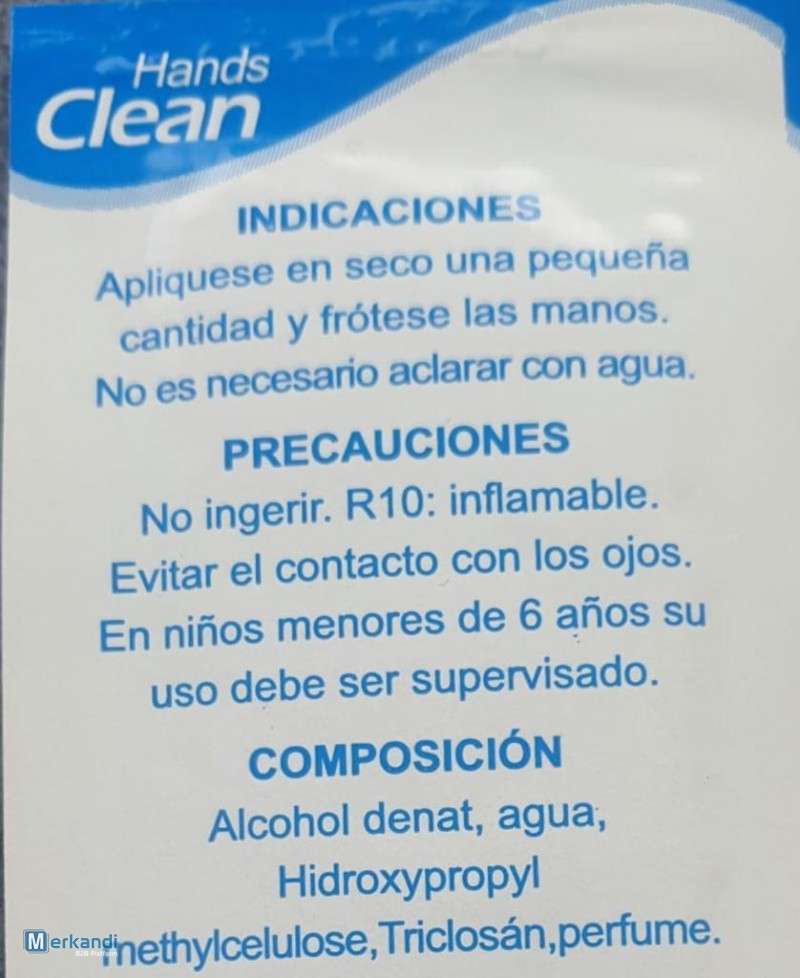 Hands
Clean
INDICACIONES
Apliquese en seco una pequeña
cantidad y frótese las manos.
No es necesario aclarar con agua.
PRECAUCIONES
No ingerir. R10: inflamable.
Evitar el contacto con los ojos.
En niños menores de 6 años su
uso debe ser supervisado.
COMPOSICIÓN
Alcohol denat, agua,
Hidroxypropyl
methylcelulose,Triclosán,perfume.
Merkandi
B2B Platform